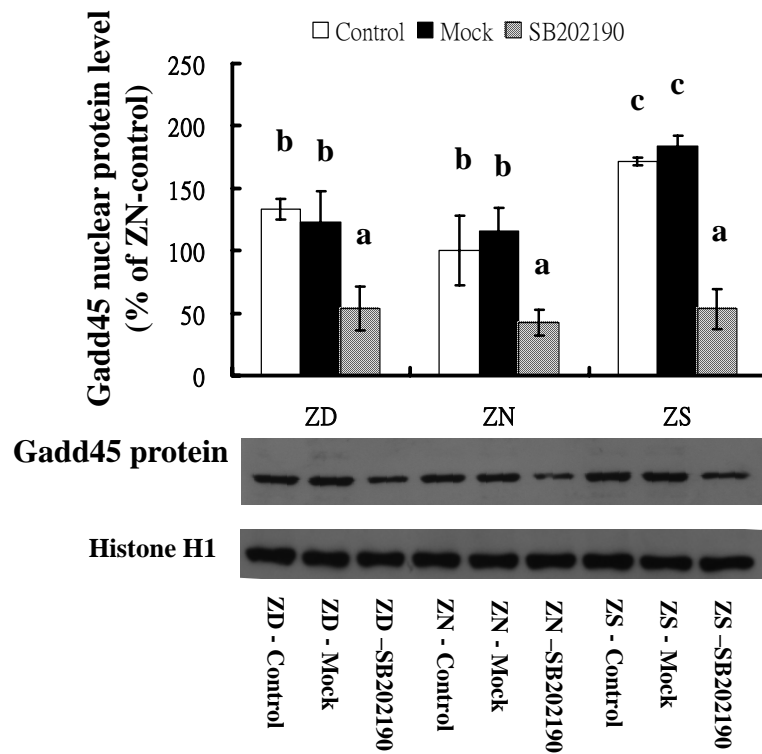 Control Mock SB202190
Gadd45 nuclear protein level
(% of ZN-control)
250
200
150
100
50
0
b b a
b b a
c c a
ZD ZN ZS
Gadd45 protein
Histone H1
ZD - Control
ZD - Mock
ZD –SB202190
ZN - Control
ZN - Mock
ZN –SB202190
ZS - Control
ZS - Mock
ZS –SB202190